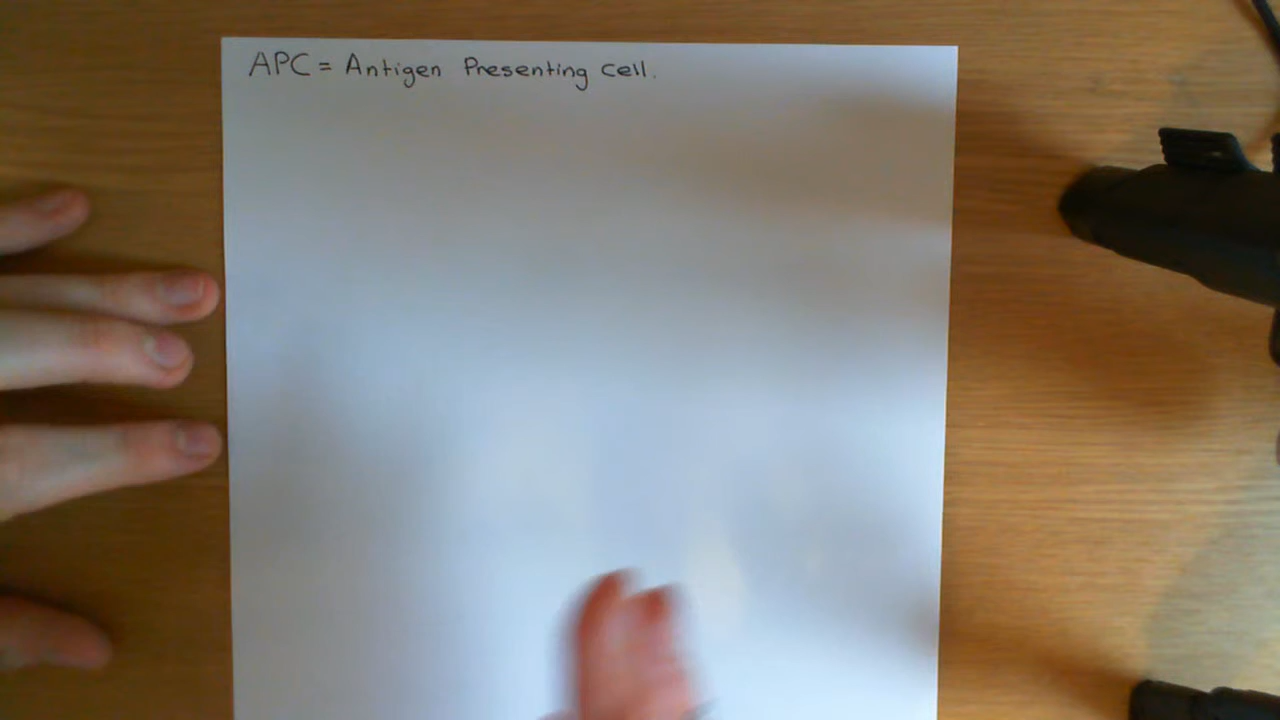 APC = Antigen Presenting cell.